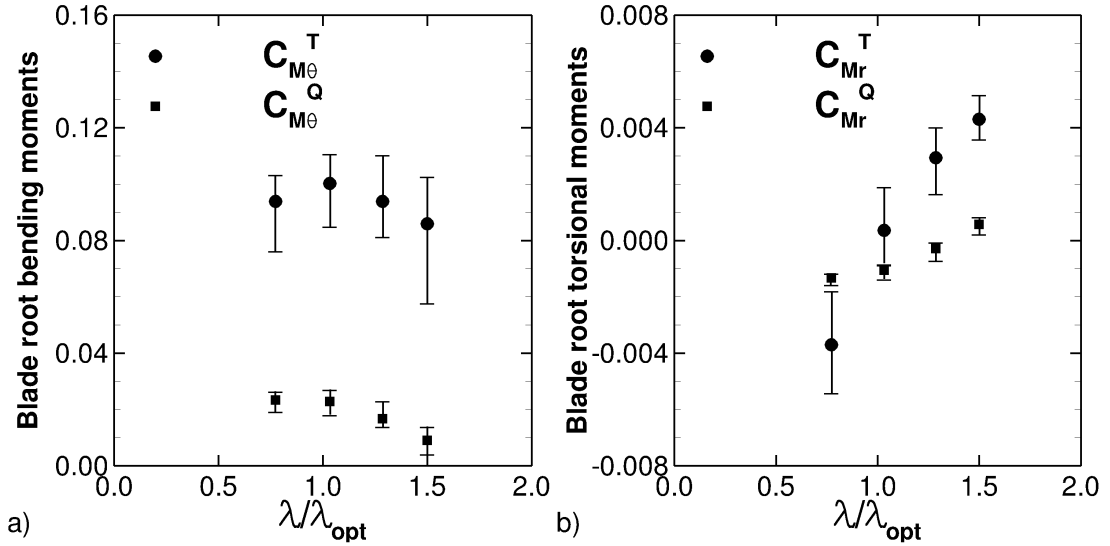 0.16
0.12
0.08
0.04
0.00
0.0 0.5 1.0 1.5 2.0
Blade root bending moments
C_Mθ^T
C_Mθ^Q
λ/λopt
a)
0.008
0.004
0.000
-0.004
-0.008
0.0 0.5 1.0 1.5 2.0
Blade root torsional moments
C_Mr^T
C_Mr^Q
λ/λopt
b)